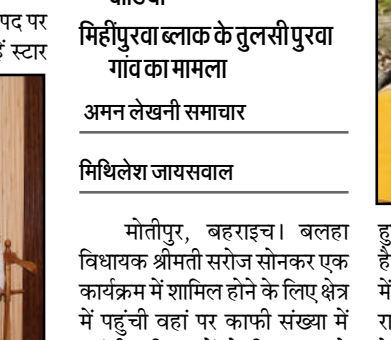 पद पर
स्टार
मिहींपुरवा ब्लाक के तुलसीपुरवा
गांव का मामला
अमन लेखनी समाचार
मिथिलेश जायसवाल
मोतीपुर, बहराइच। बलहा
विधायक श्रीमती सरोज सोनकर एक
कार्यक्रम में शामिल होने के लिए क्षेत्र
में पहुंची वहां पर काफी संख्या में